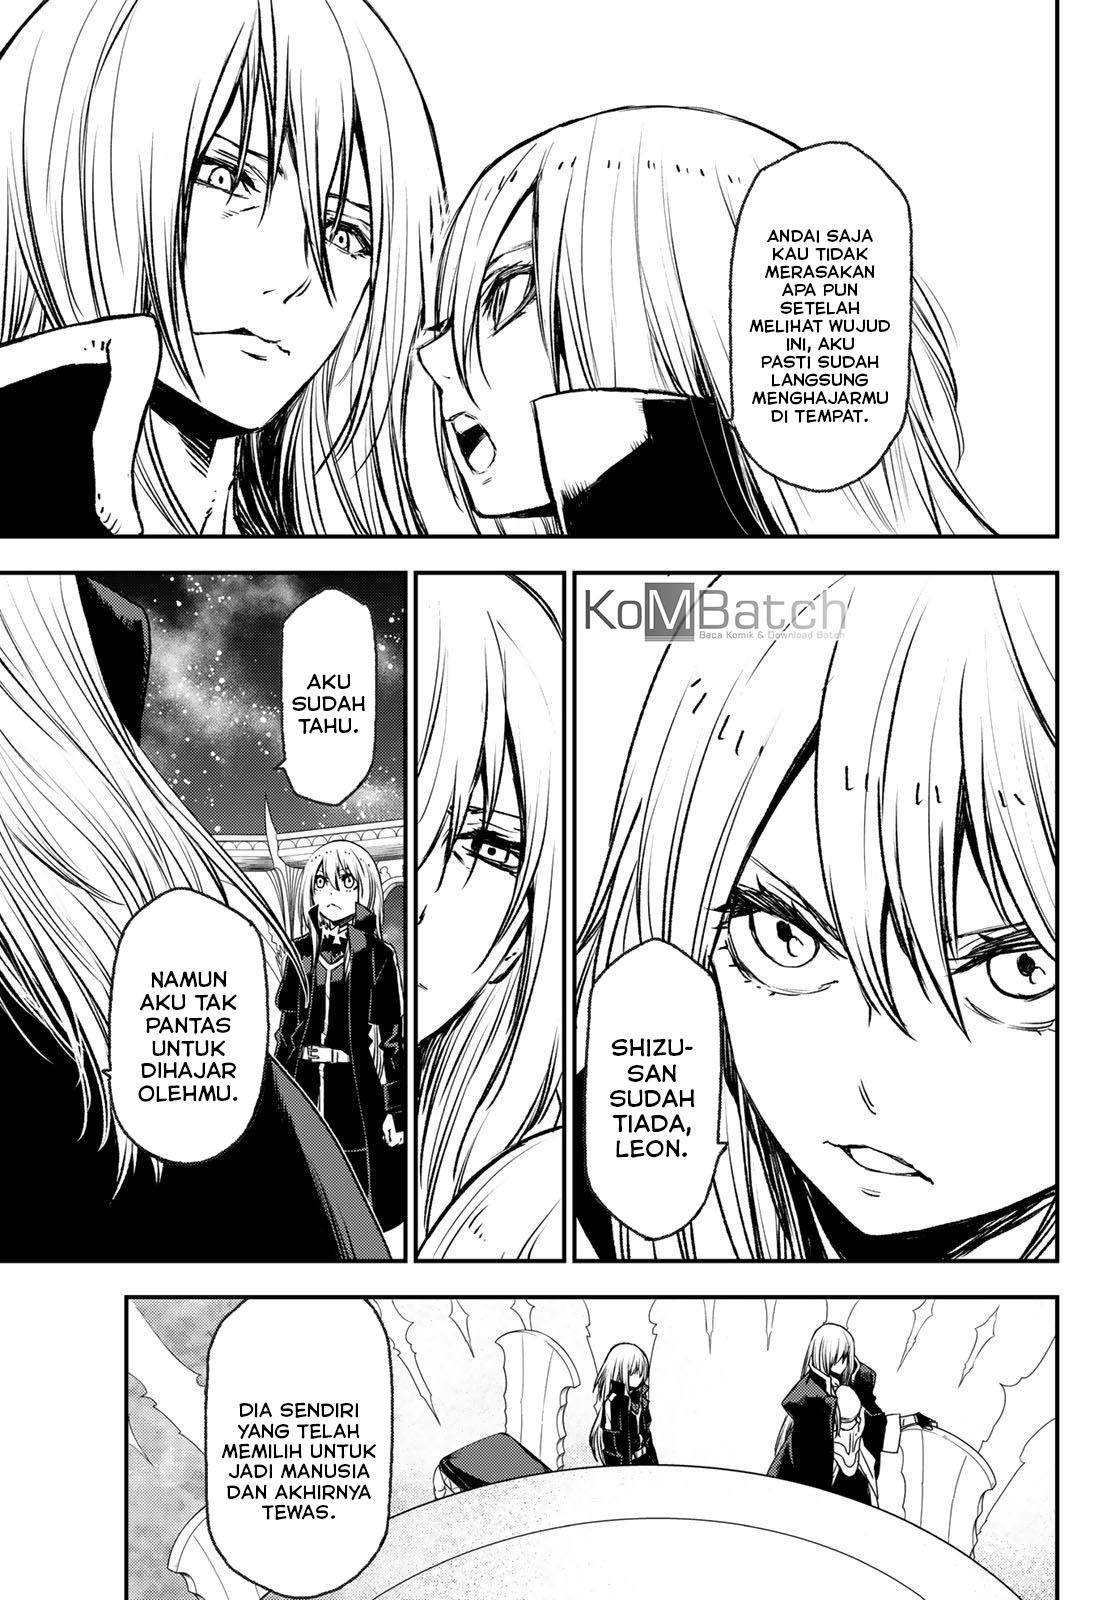 ANDAI SAJA
KAU TIDAK
MERASAKAN
APA PUN
SETELAH
MELIHAT WUJUD
INI, AKU
PASTI SUDAH
LANGSUNG
MENGHAJARMU
DI TEMPAT.
KoMBatch
Baca Komik & Download Batch
SHIZU-
SAN
SUDAH
TIADA,
LEON.
AKU
SUDAH
TAHU.
NAMUN
AKU TAK
PANTAS
UNTUK
DIHAJAR
OLEHMU.
DIA SENDIRI
YANG TELAH
MEMILIH UNTUK
JADI MANUSIA
DAN AKHIRNYA
TEWAS.